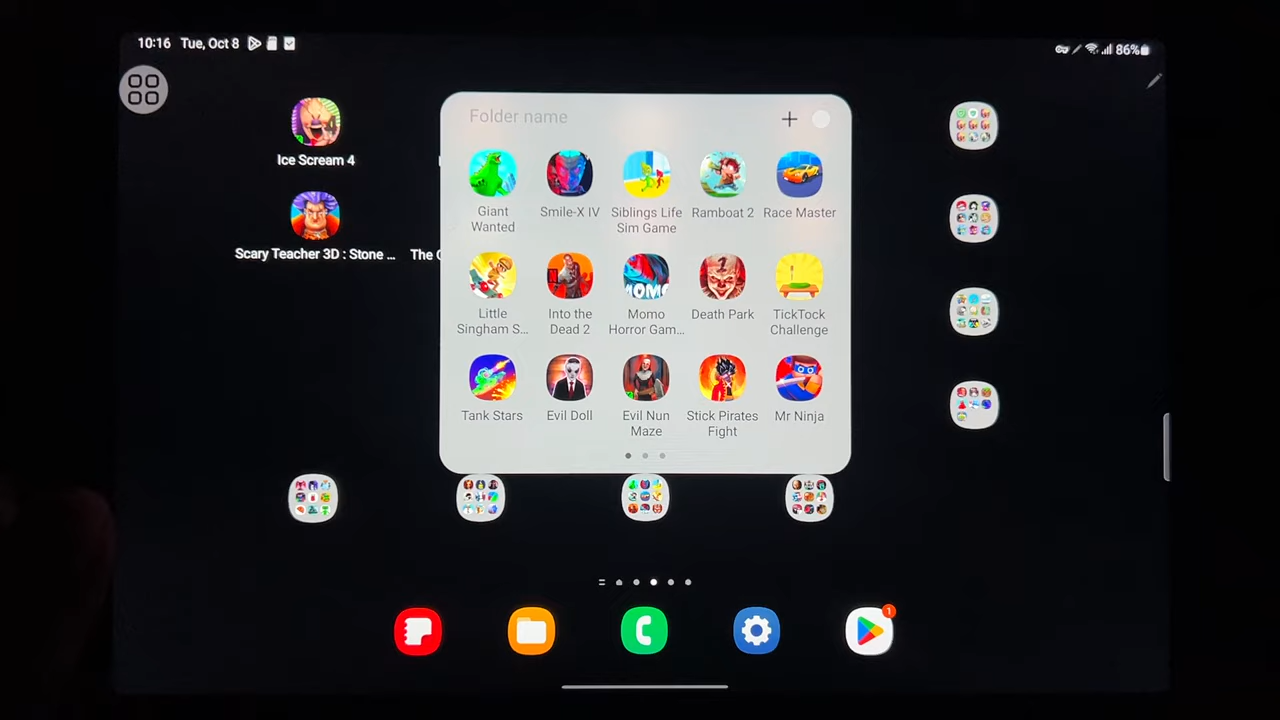 10:16 Tue, Oct 8
86%
Folder name
Ice Scream 4
Giant
Wanted
Smile-X IV
Siblings Life
Sim Game
Ramboat 2
Race Master
Scary Teacher 3D : Stone ...
The
Little
Singham S...
Into the
Dead 2
MOMO
Momo
Horror Gam...
Death Park
TickTock
Challenge
Tank Stars
Evil Doll
Evil Nun
Maze
Stick Pirates
Fight
Mr Ninja
1